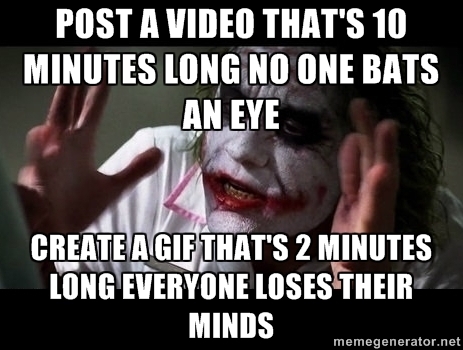 POST A VIDEO THAT'S 10
MINUTES LONG NO ONE BATS
AN EYE
CREATE A GIF THAT'S 2 MINUTES
LONG EVERYONE LOSES THEIR
MINDS
memegenerator.net